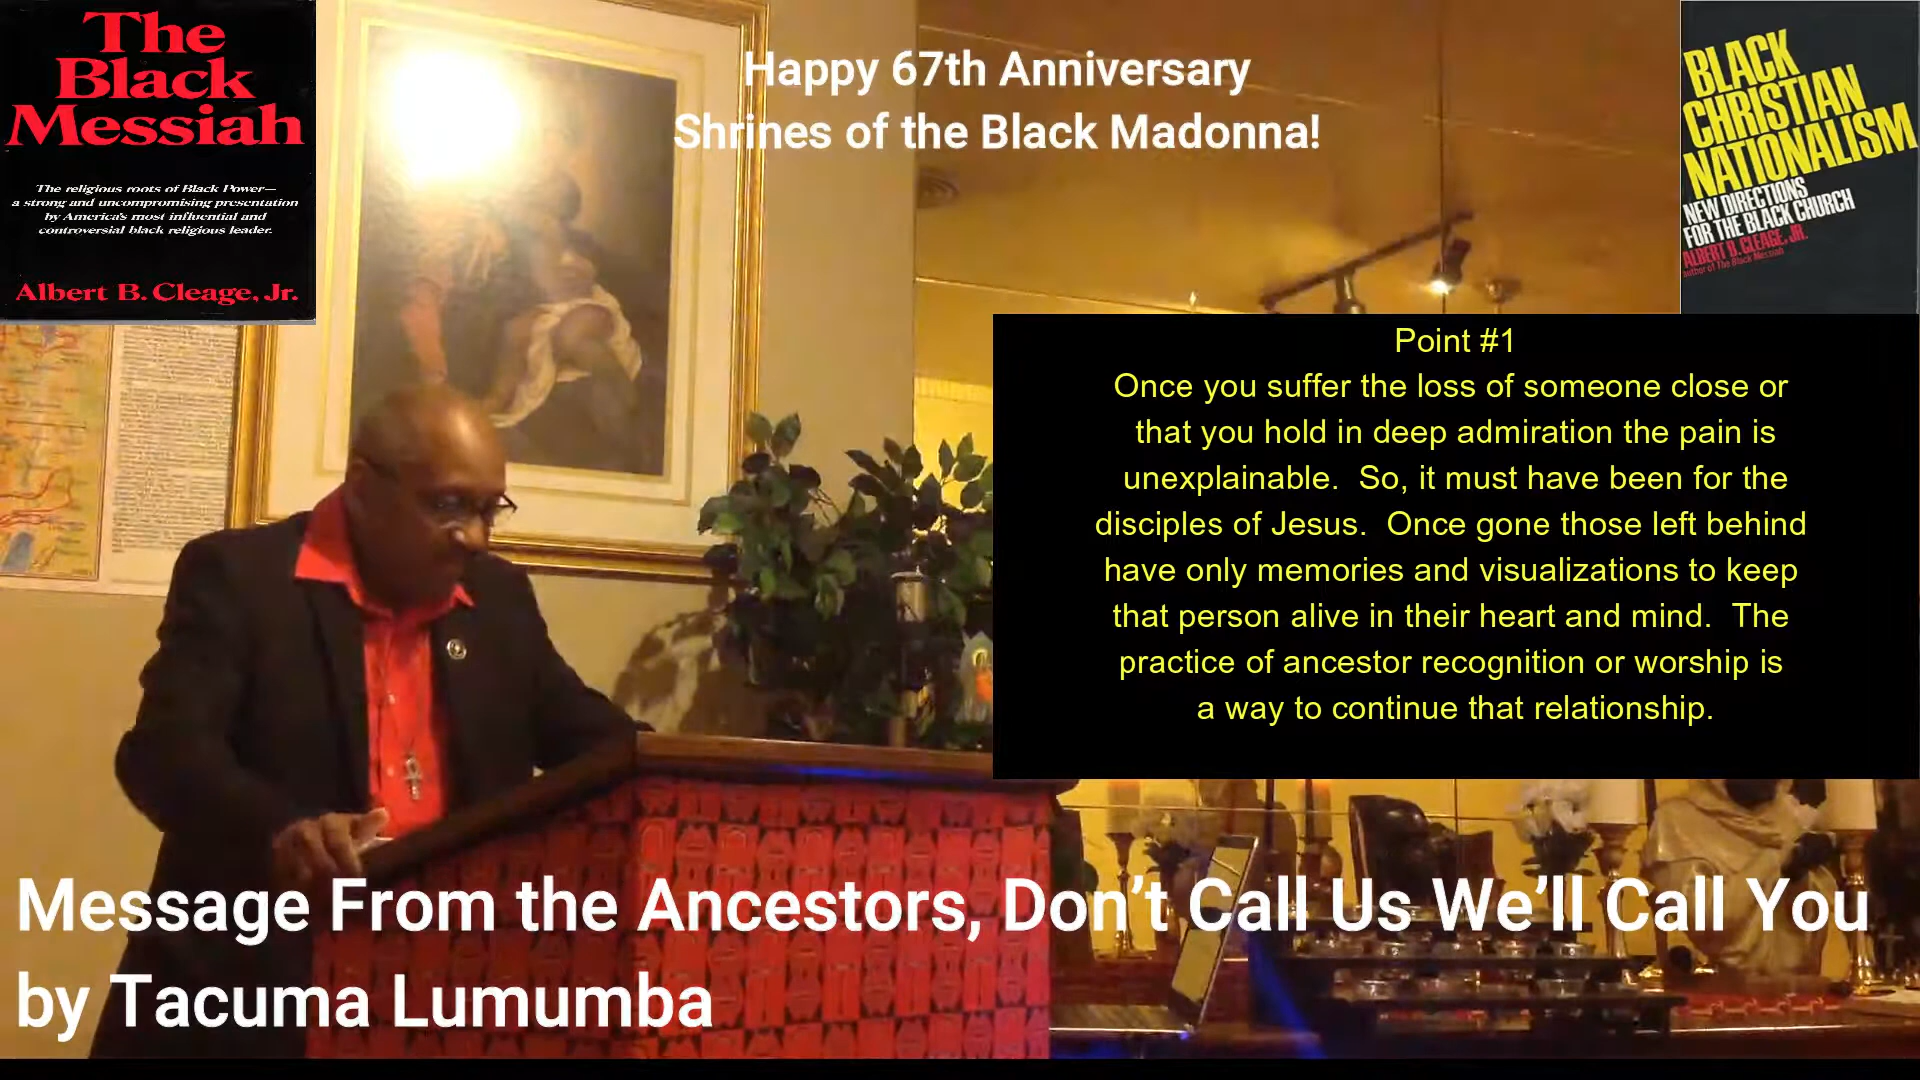 The
Black
Messiah
The religious roots of Black Power—
a strong and uncompromising presentation
by America's most influential and
controversial black religious leader.
Albert B. Cleage, Jr.
Happy 67th Anniversary
Shrines of the Black Madonna!
BLACK
CHRISTIAN
NATIONALISM
NEW DIRECTIONS
FOR THE BLACK CHURCH
ALBERT B. CLEAGE, JR.
author of The Black Messiah
Point #1
Once you suffer the loss of someone close or
that you hold in deep admiration the pain is
unexplainable.  So, it must have been for the
disciples of Jesus.  Once gone those left behind
have only memories and visualizations to keep
that person alive in their heart and mind.  The
practice of ancestor recognition or worship is
a way to continue that relationship.
Message From the Ancestors, Don’t Call Us We’ll Call You
by Tacuma Lumumba